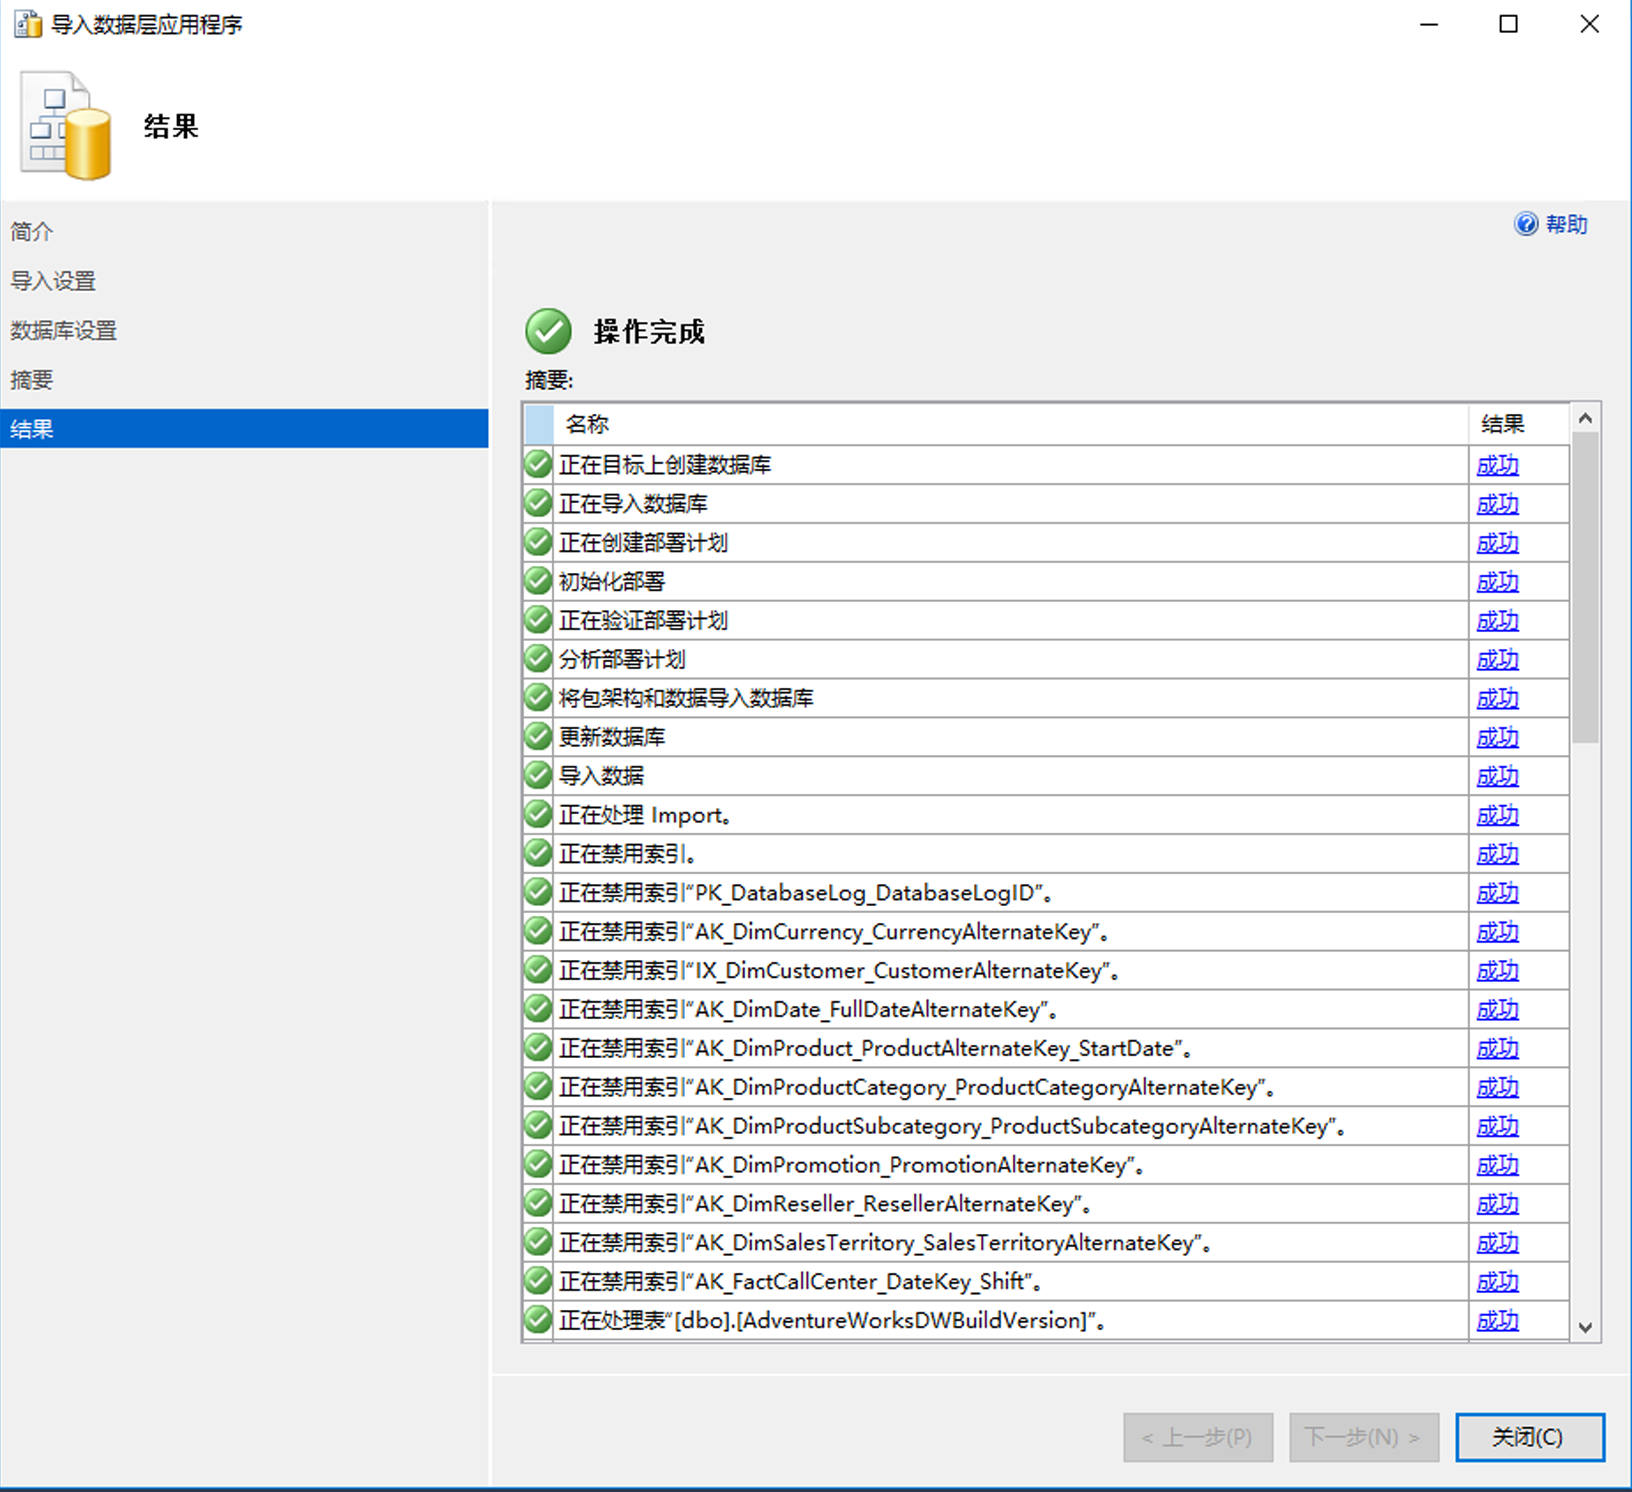 导入数据层应用程序
结果
简介
导入设置
数据库设置
摘要
结果
帮助
操作完成
摘要:
名称 结果
正在目标上创建数据库 成功
正在导入数据库 成功
正在创建部署计划 成功
初始化部署 成功
正在验证部署计划 成功
分析部署计划 成功
将包架构和数据导入数据库 成功
更新数据库 成功
导入数据 成功
正在处理 Import。 成功
正在禁用索引。 成功
正在禁用索引“PK_DatabaseLog_DatabaseLogID”。 成功
正在禁用索引“AK_DimCurrency_CurrencyAlternateKey”。 成功
正在禁用索引“IX_DimCustomer_CustomerAlternateKey”。 成功
正在禁用索引“AK_DimDate_FullDateAlternateKey”。 成功
正在禁用索引“AK_DimProduct_ProductAlternateKey_StartDate”。 成功
正在禁用索引“AK_DimProductCategory_ProductCategoryAlternateKey”。 成功
正在禁用索引“AK_DimProductSubcategory_ProductSubcategoryAlternateKey”。 成功
正在禁用索引“AK_DimPromotion_PromotionAlternateKey”。 成功
正在禁用索引“AK_DimReseller_ResellerAlternateKey”。 成功
正在禁用索引“AK_DimSalesTerritory_SalesTerritoryAlternateKey”。 成功
正在禁用索引“AK_FactCallCenter_DateKey_Shift”。 成功
正在处理表“[dbo].[AdventureWorksDWBuildVersion]”。 成功
< 上一步(P) 下一步(N) > 关闭(C)